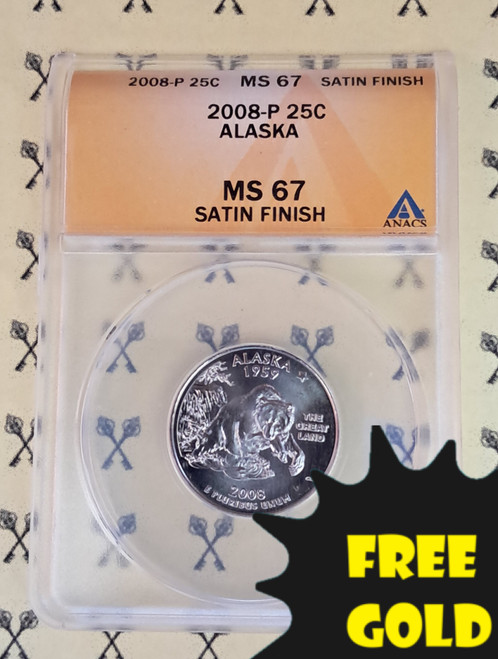 2008-P 25C MS 67 SATIN FINISH
2008-P 25C
ALASKA
MS 67
SATIN FINISH
ANACS
ALASKA
1959
THE
GREAT
LAND
2008
E PLURIBUS UNUM
FREE
GOLD